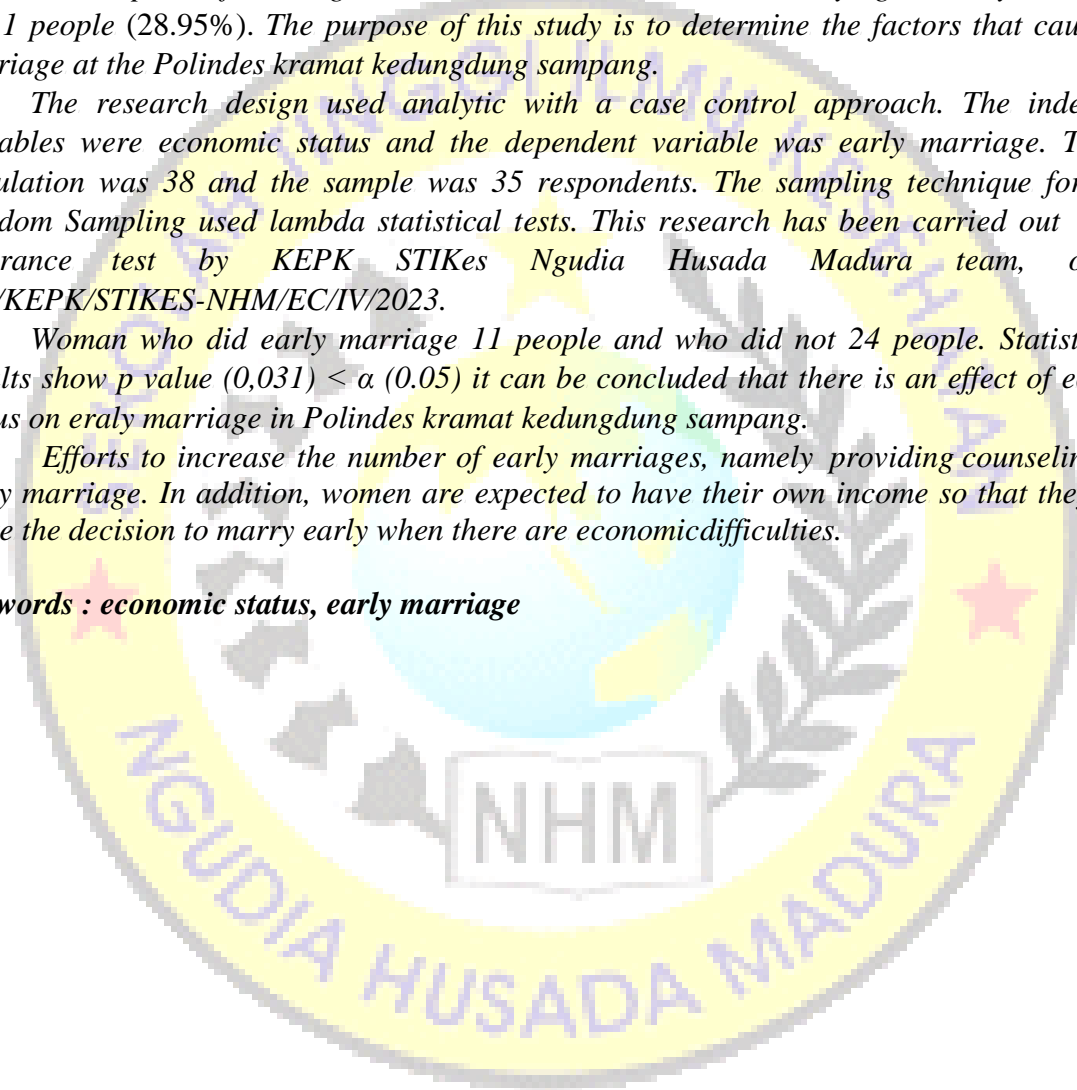 1 people (28.95%). The purpose of this study is to determine the factors that cau
riage at the Polindes kramat kedungdung sampang.
The research design used analytic with a case control approach. The inde
ables were economic status and the dependent variable was early marriage. T
ulation was 38 and the sample was 35 respondents. The sampling technique for
dom Sampling used lambda statistical tests. This research has been carried out
rance test by KEPK STIKes Ngudia Husada Madura team, o
/KEPK/STIKES-NHM/EC/IV/2023.
Woman who did early marriage 11 people and who did not 24 people. Statist
lts show p value (0,031) < α (0.05) it can be concluded that there is an effect of e
us on eraly marriage in Polindes kramat kedungdung sampang.
Efforts to increase the number of early marriages, namely providing counselin
y marriage. In addition, women are expected to have their own income so that they
e the decision to marry early when there are economicdifficulties.
words : economic status, early marriage
SEKOLAH TINGGI ILMU KESEHATAN
NHM
NGUDIA HUSADA MADURA